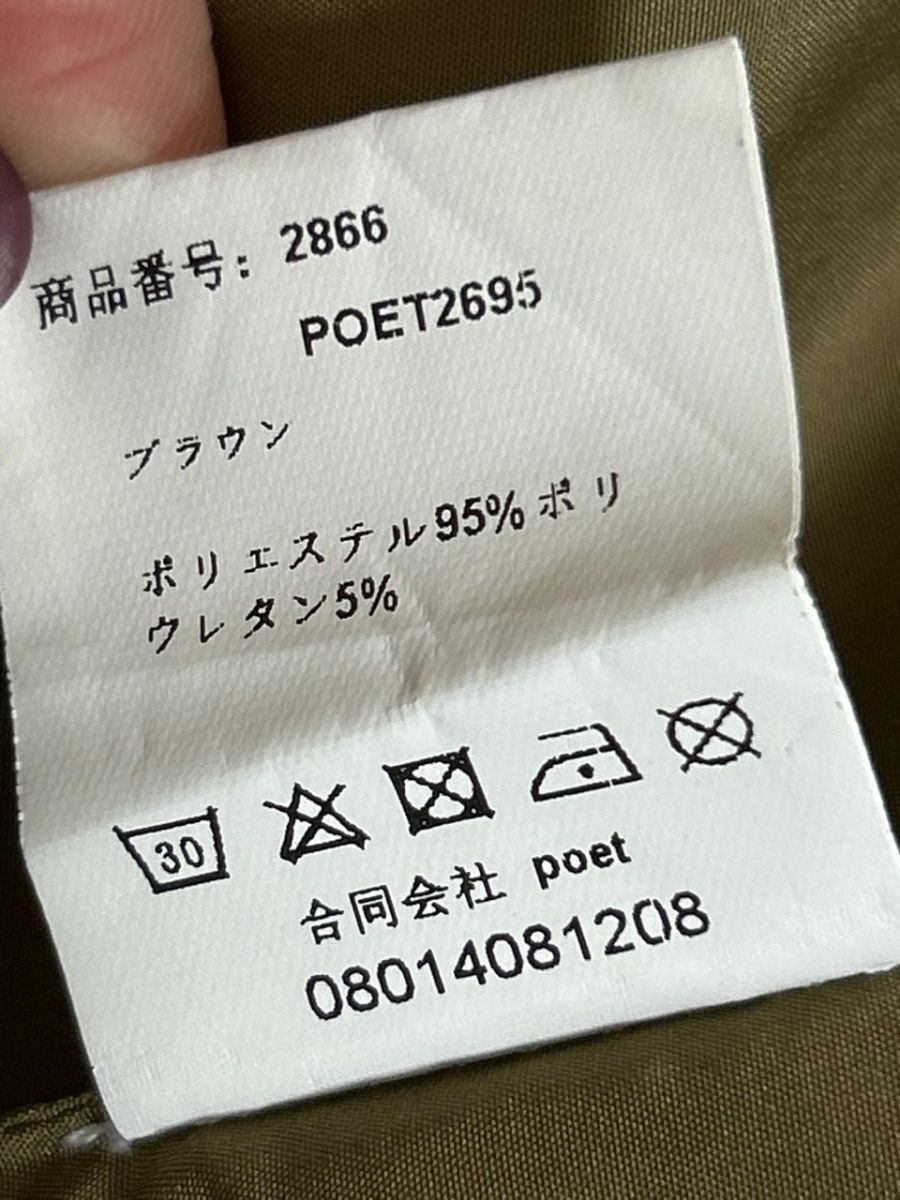 商品番号: 2866
POET2695
ブラウン
ポリエステル95% ポリ
ウレタン5%
30
合同会社 poet
08014081208